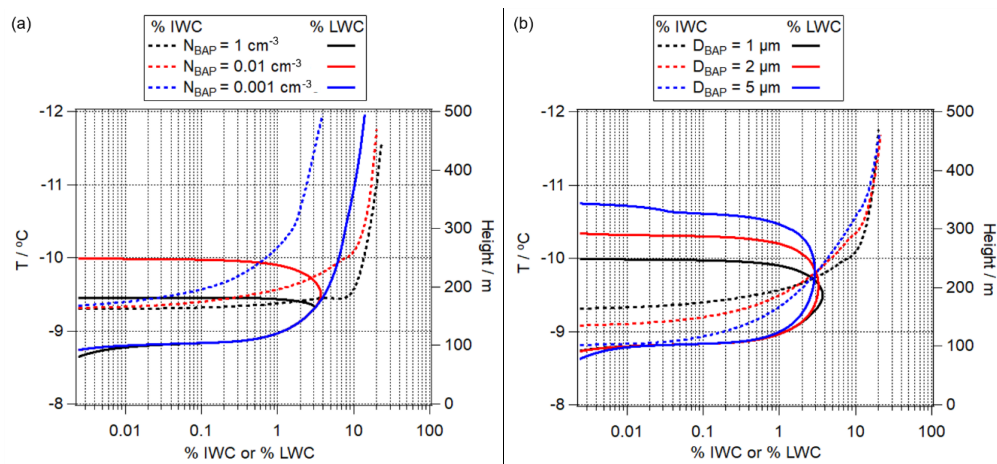 (a)
% IWC % LWC
N_BAP = 1 cm⁻³
N_BAP = 0.01 cm⁻³
N_BAP = 0.001 cm⁻³
-12
-11
-10
-9
-8
T / ºC
500
400
300
200
100
0
Height / m
0.01 0.1 1 10 100
% IWC or % LWC
(b)
% IWC % LWC
D_BAP = 1 µm
D_BAP = 2 µm
D_BAP = 5 µm
-12
-11
-10
-9
-8
T / ºC
500
400
300
200
100
0
Height / m
0.01 0.1 1 10 100
% IWC or % LWC